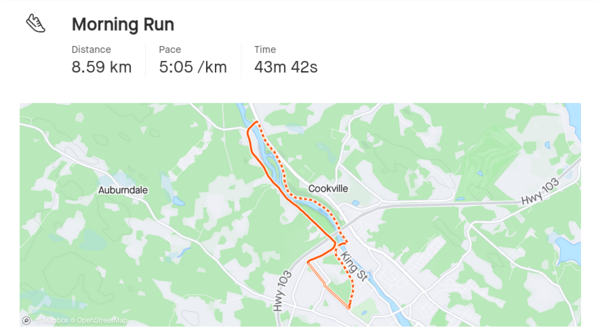 Morning Run
Distance Pace Time
8.59 km 5:05 /km 43m 42s
Auburndale
Cookville
Hwy 103
King St
Hwy 103
© Mapbox © OpenStreetMap